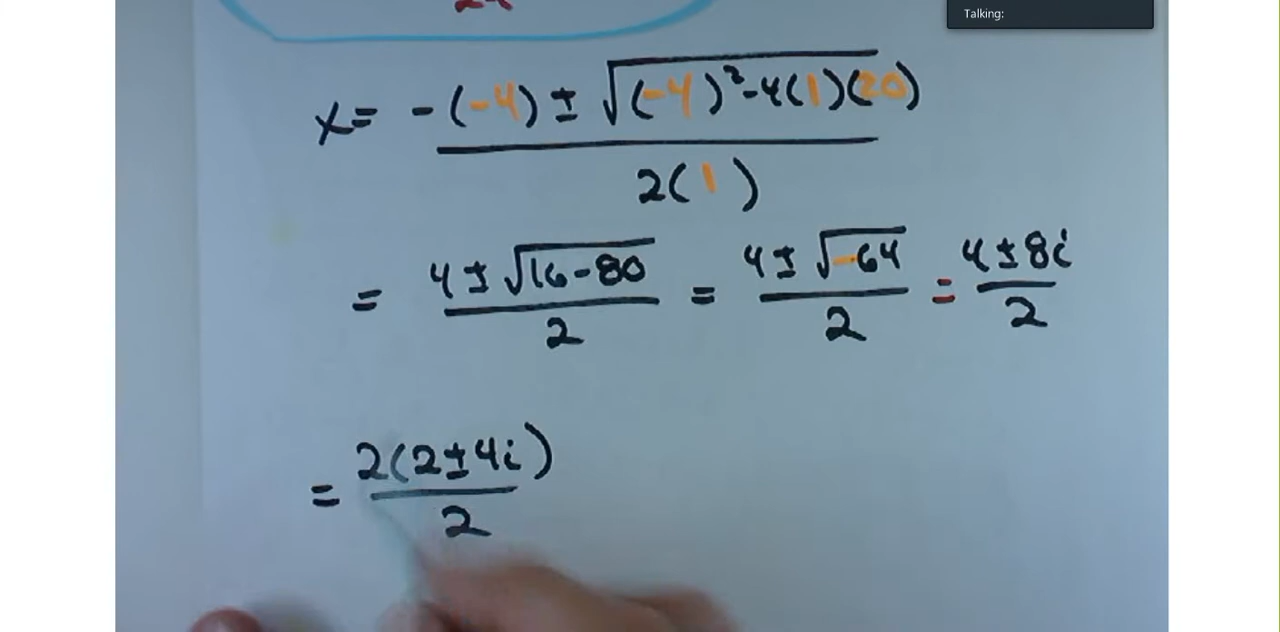 Talking:
x = -(-4) ± √(-4)²-4(1)(20)
2(1)
= 4 ± √16-80 / 2 = 4 ± √-64 / 2 = 4 ± 8i / 2
= 2(2 ± 4i) / 2